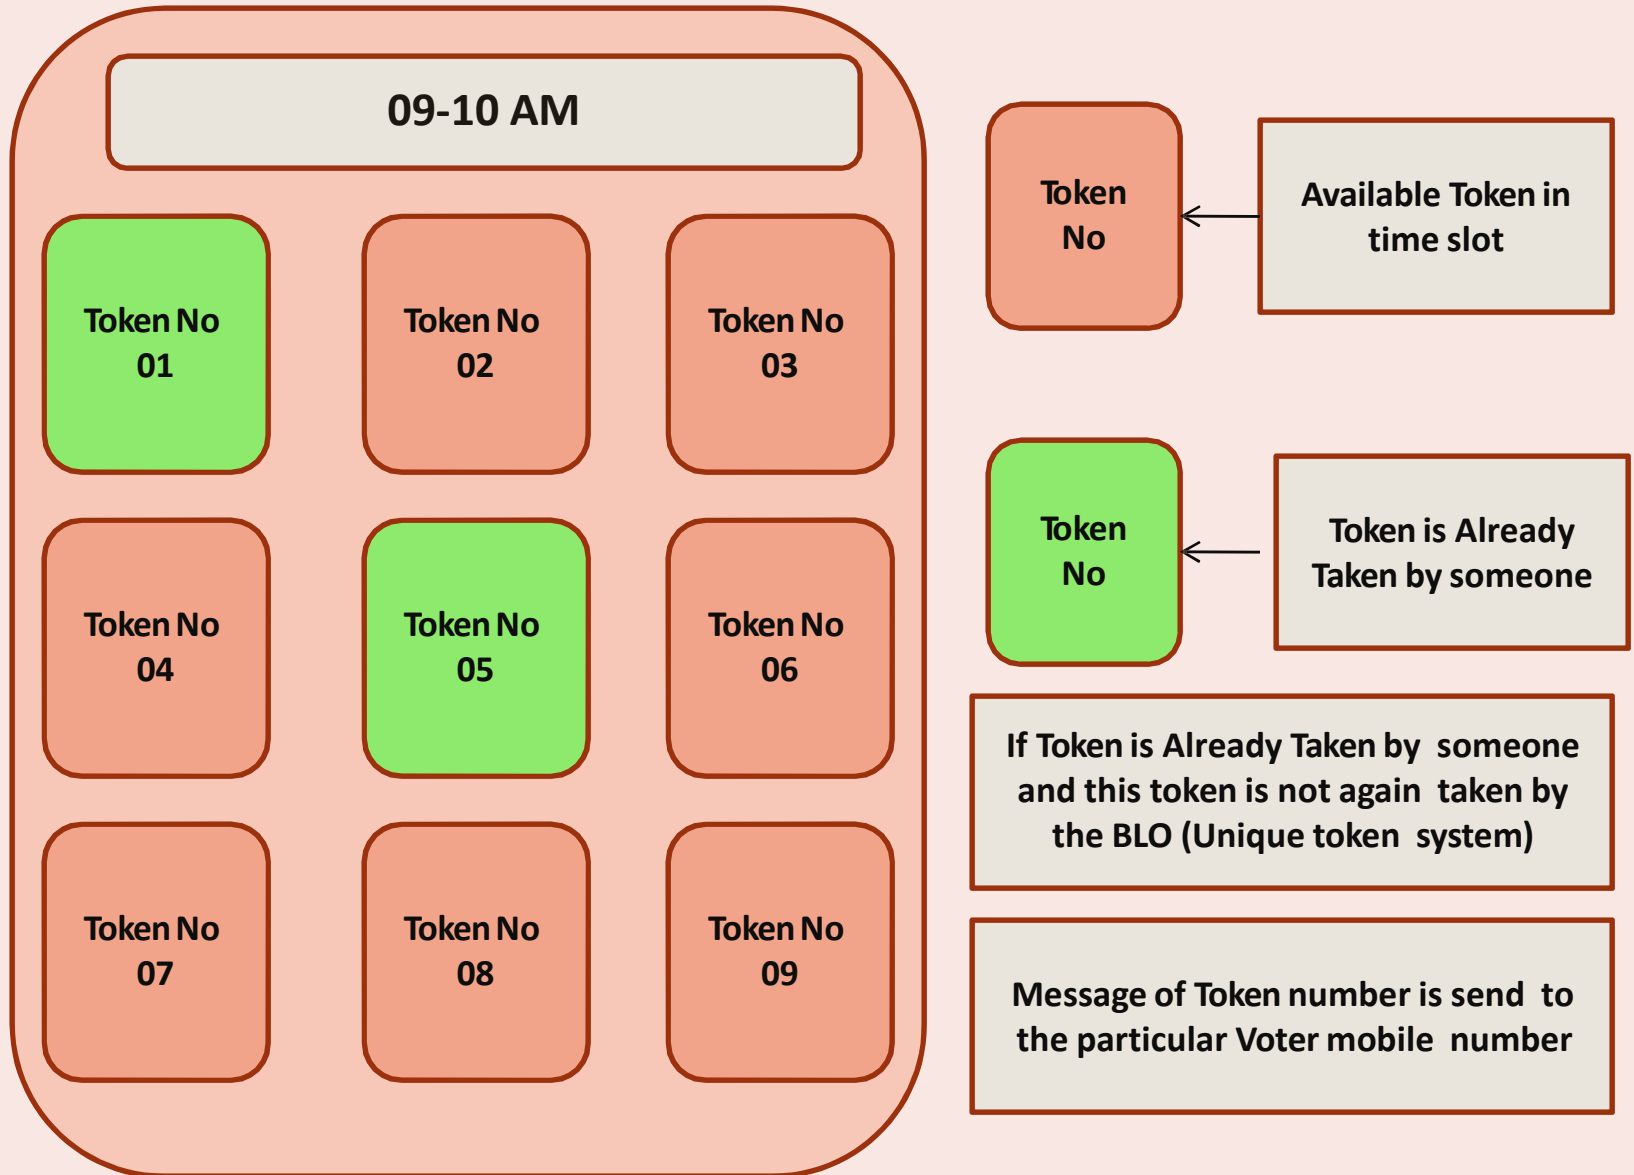 09-10 AM
Token No
01
Token No
02
Token No
03
Token No
04
Token No
05
Token No
06
Token No
07
Token No
08
Token No
09
Token
No
Available Token in
time slot
Token
No
Token is Already
Taken by someone
If Token is Already Taken by someone
and this token is not again taken by
the BLO (Unique token system)
Message of Token number is send to
the particular Voter mobile number